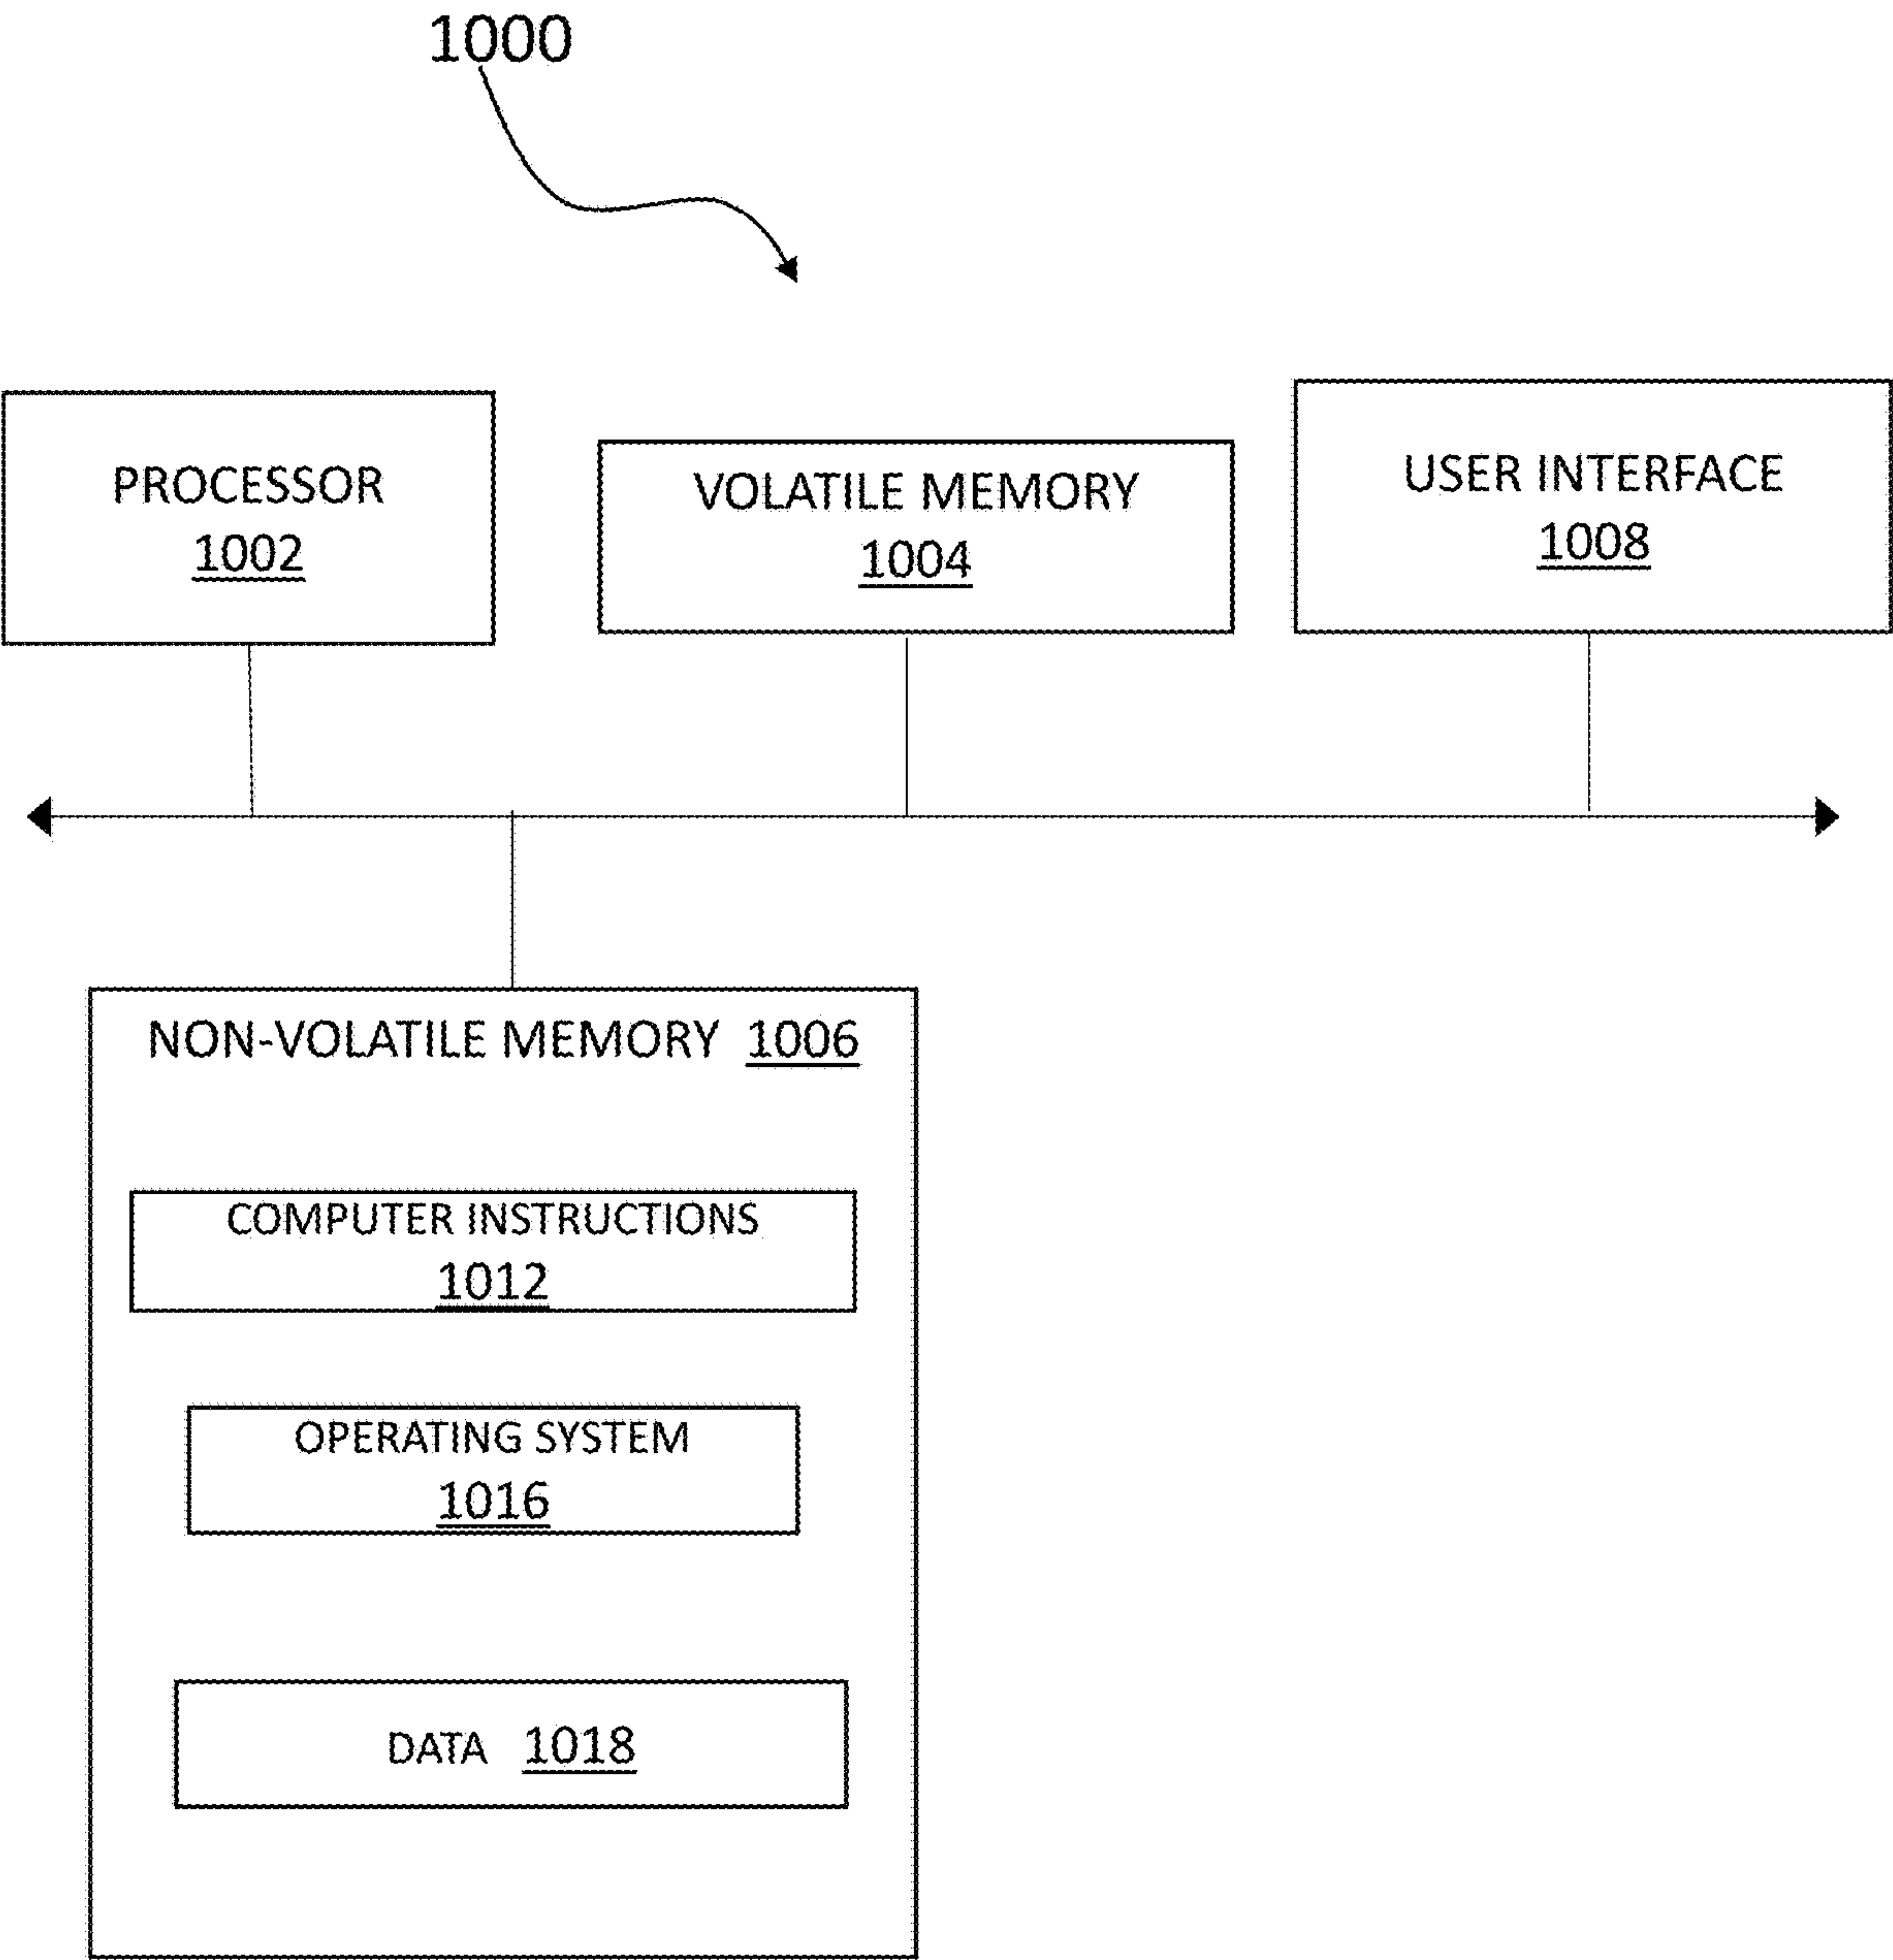 1000
PROCESSOR
1002
VOLATILE MEMORY
1004
USER INTERFACE
1008
NON-VOLATILE MEMORY 1006
COMPUTER INSTRUCTIONS
1012
OPERATING SYSTEM
1016
DATA 1018